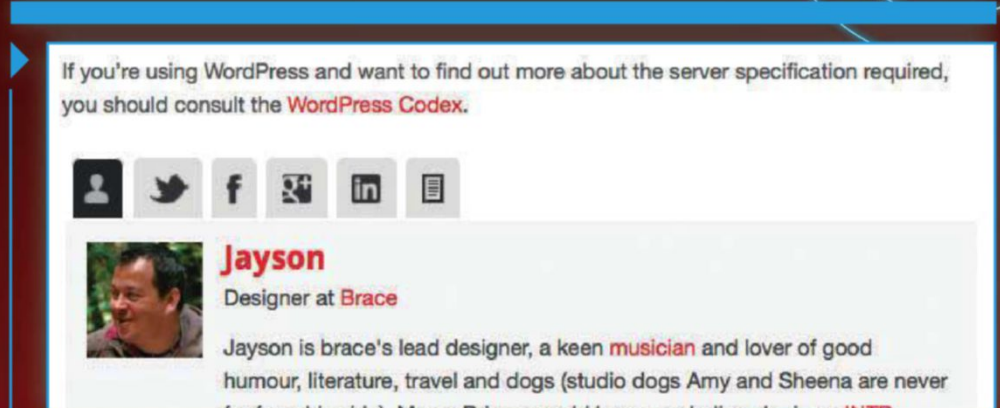 If you're using WordPress and want to find out more about the server specification required,
you should consult the WordPress Codex.
f g+ in
Jayson
Designer at Brace
Jayson is brace's lead designer, a keen musician and lover of good
humour, literature, travel and dogs (studio dogs Amy and Sheena are never